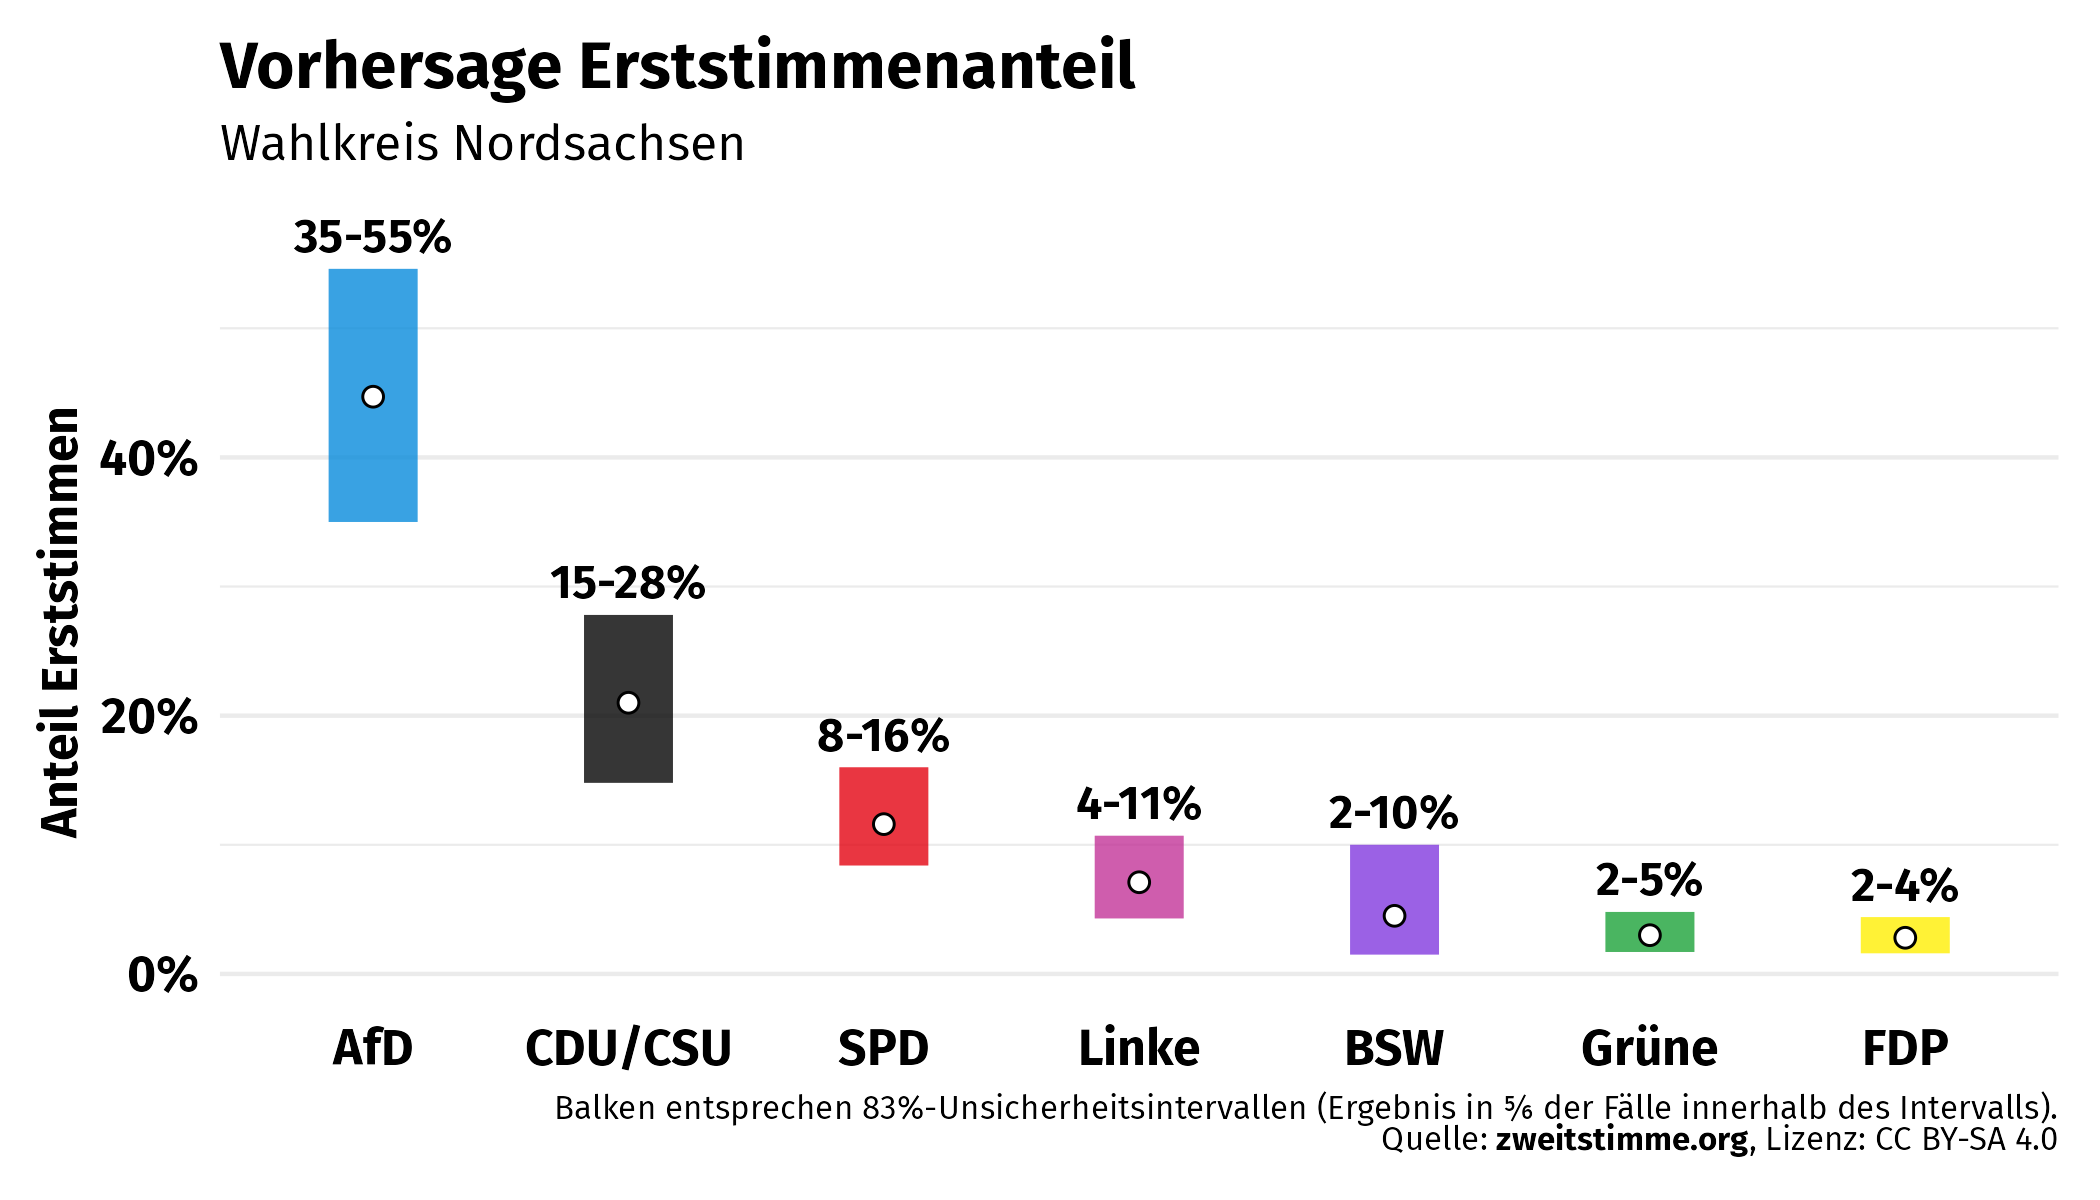 Vorhersage Erststimmenanteil
Wahlkreis Nordsachsen
35-55%
15-28%
8-16%
4-11%
2-10%
2-5%
2-4%
Anteil Erststimmen
40%
20%
0%
AfD
CDU/CSU
SPD
Linke
BSW
Grüne
FDP
Balken entsprechen 83%-Unsicherheitsintervallen (Ergebnis in ⅚ der Fälle innerhalb des Intervalls).
Quelle: zweitstimme.org, Lizenz: CC BY-SA 4.0